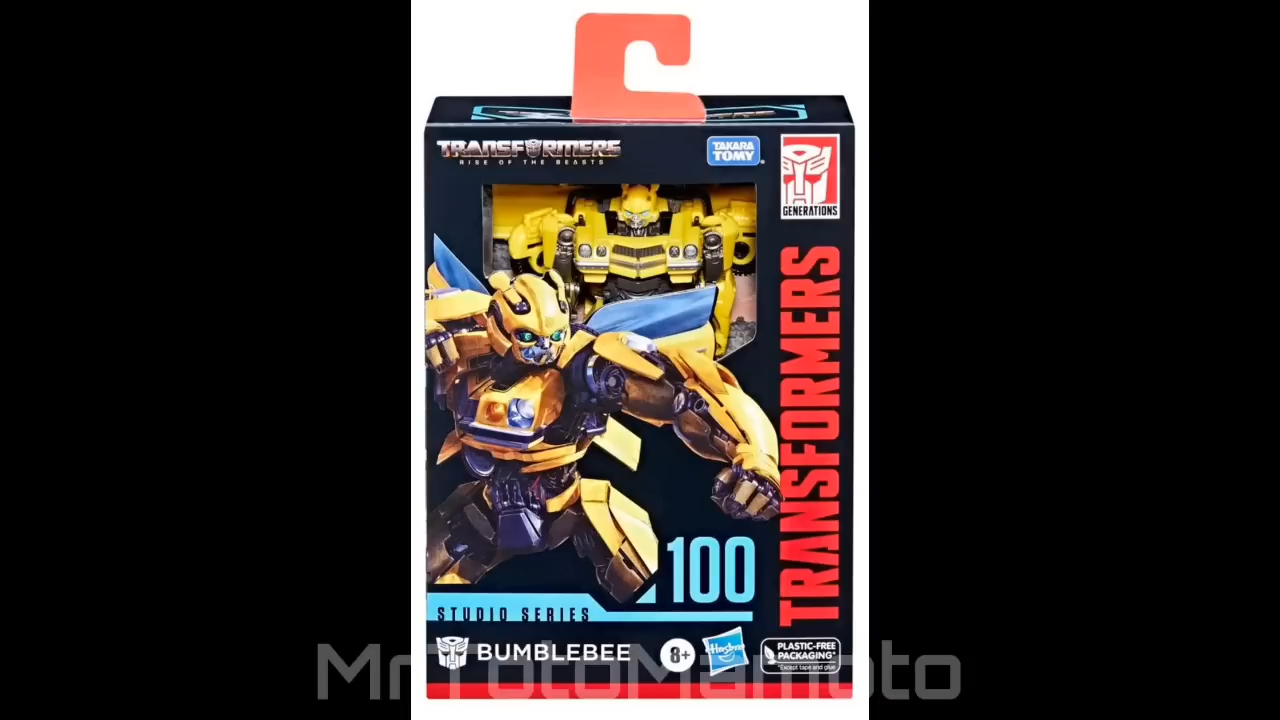 TRANSFORMERS
RISE OF THE BEASTS
TAKARA
TOMY
GENERATIONS
TRANSFORMERS
100
STUDIO SERIES
BUMBLEBEE
8+
Hasbro
PLASTIC-FREE
PACKAGING*
*Except tape and glue
MrTotoMamoto